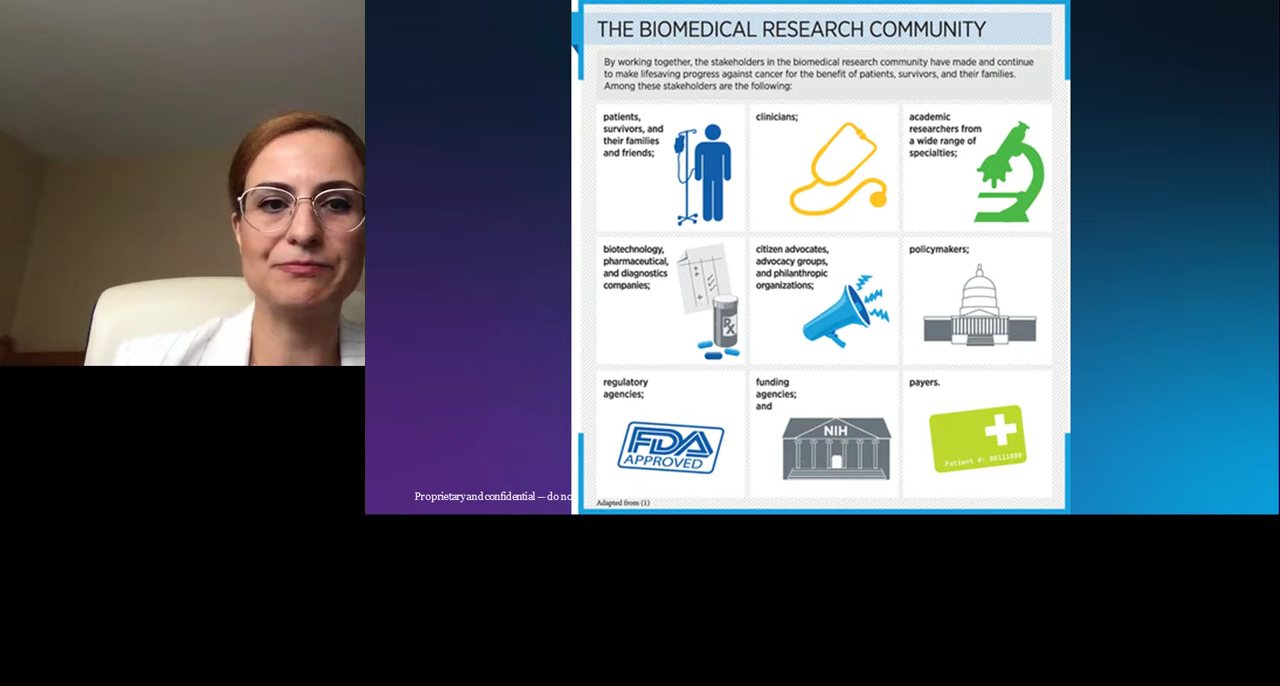 THE BIOMEDICAL RESEARCH COMMUNITY
By working together, the stakeholders in the biomedical research community have made and continue
to make lifesaving progress against cancer for the benefit of patients, survivors, and their families.
Among these stakeholders are the following:
patients,
survivors, and
their families
and friends;
clinicians;
academic
researchers from
a wide range of
specialties;
biotechnology,
pharmaceutical,
and diagnostics
companies;
Rx
citizen advocates,
advocacy groups,
and philanthropic
organizations;
policymakers;
regulatory
agencies;
FDA
APPROVED
funding
agencies;
and
NIH
payers.
Patient #: 09111000
Adapted from (1)
Proprietary and confidential — do no